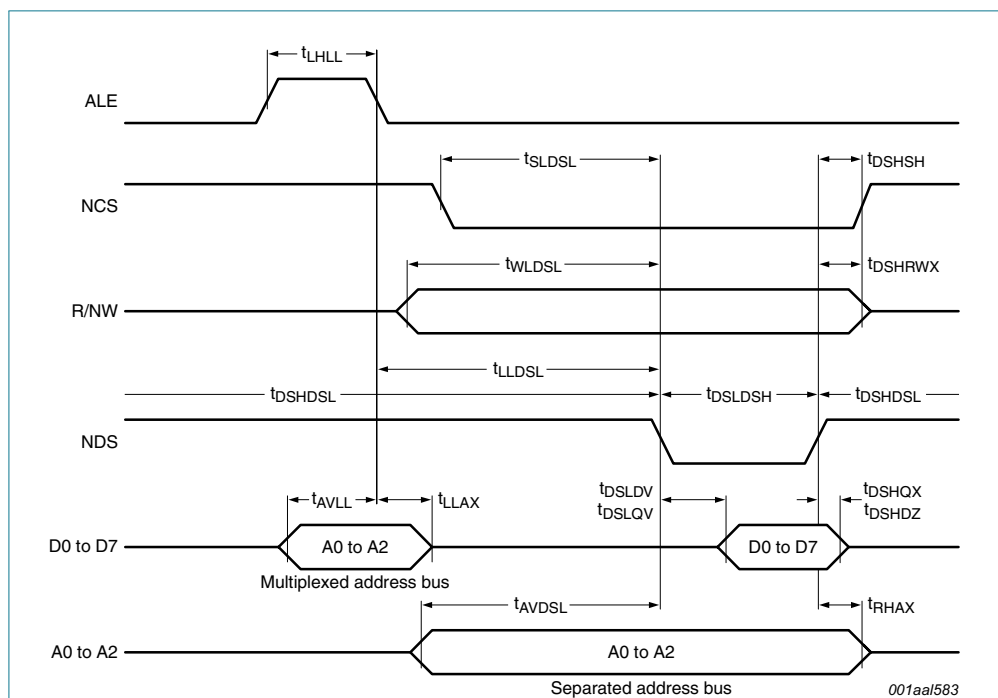 tLHLL
ALE
tSLDSL
tDSHSH
NCS
tWLDSL
tDSHRWX
R/NW
tLLDSL
tDSHDSL
tDSLDSH
tDSHDSL
NDS
tAVLL
tLLAX
tDSLDV
tDSLQV
tDSHQX
tDSHDZ
D0 to D7
A0 to A2
D0 to D7
Multiplexed address bus
tAVDSL
tRHAX
A0 to A2
A0 to A2
Separated address bus
001aal583